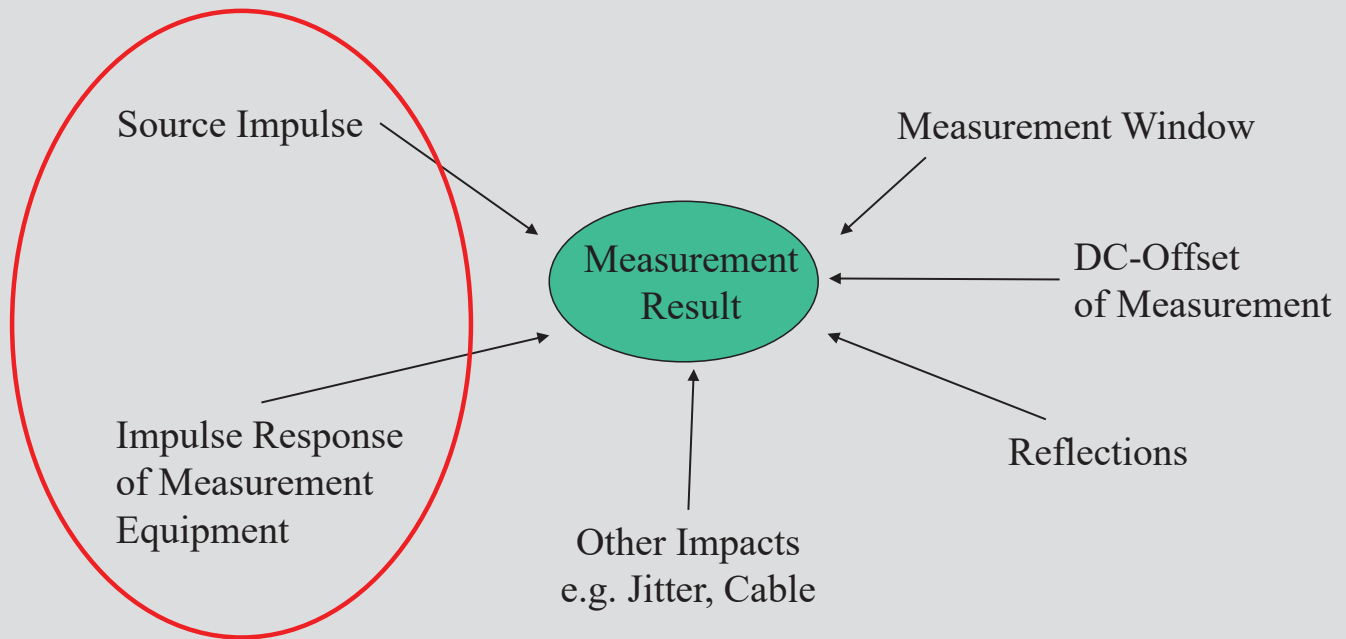 Source Impulse
Measurement Window
Measurement
Result
DC-Offset
of Measurement
Impulse Response
of Measurement
Equipment
Reflections
Other Impacts
e.g. Jitter, Cable